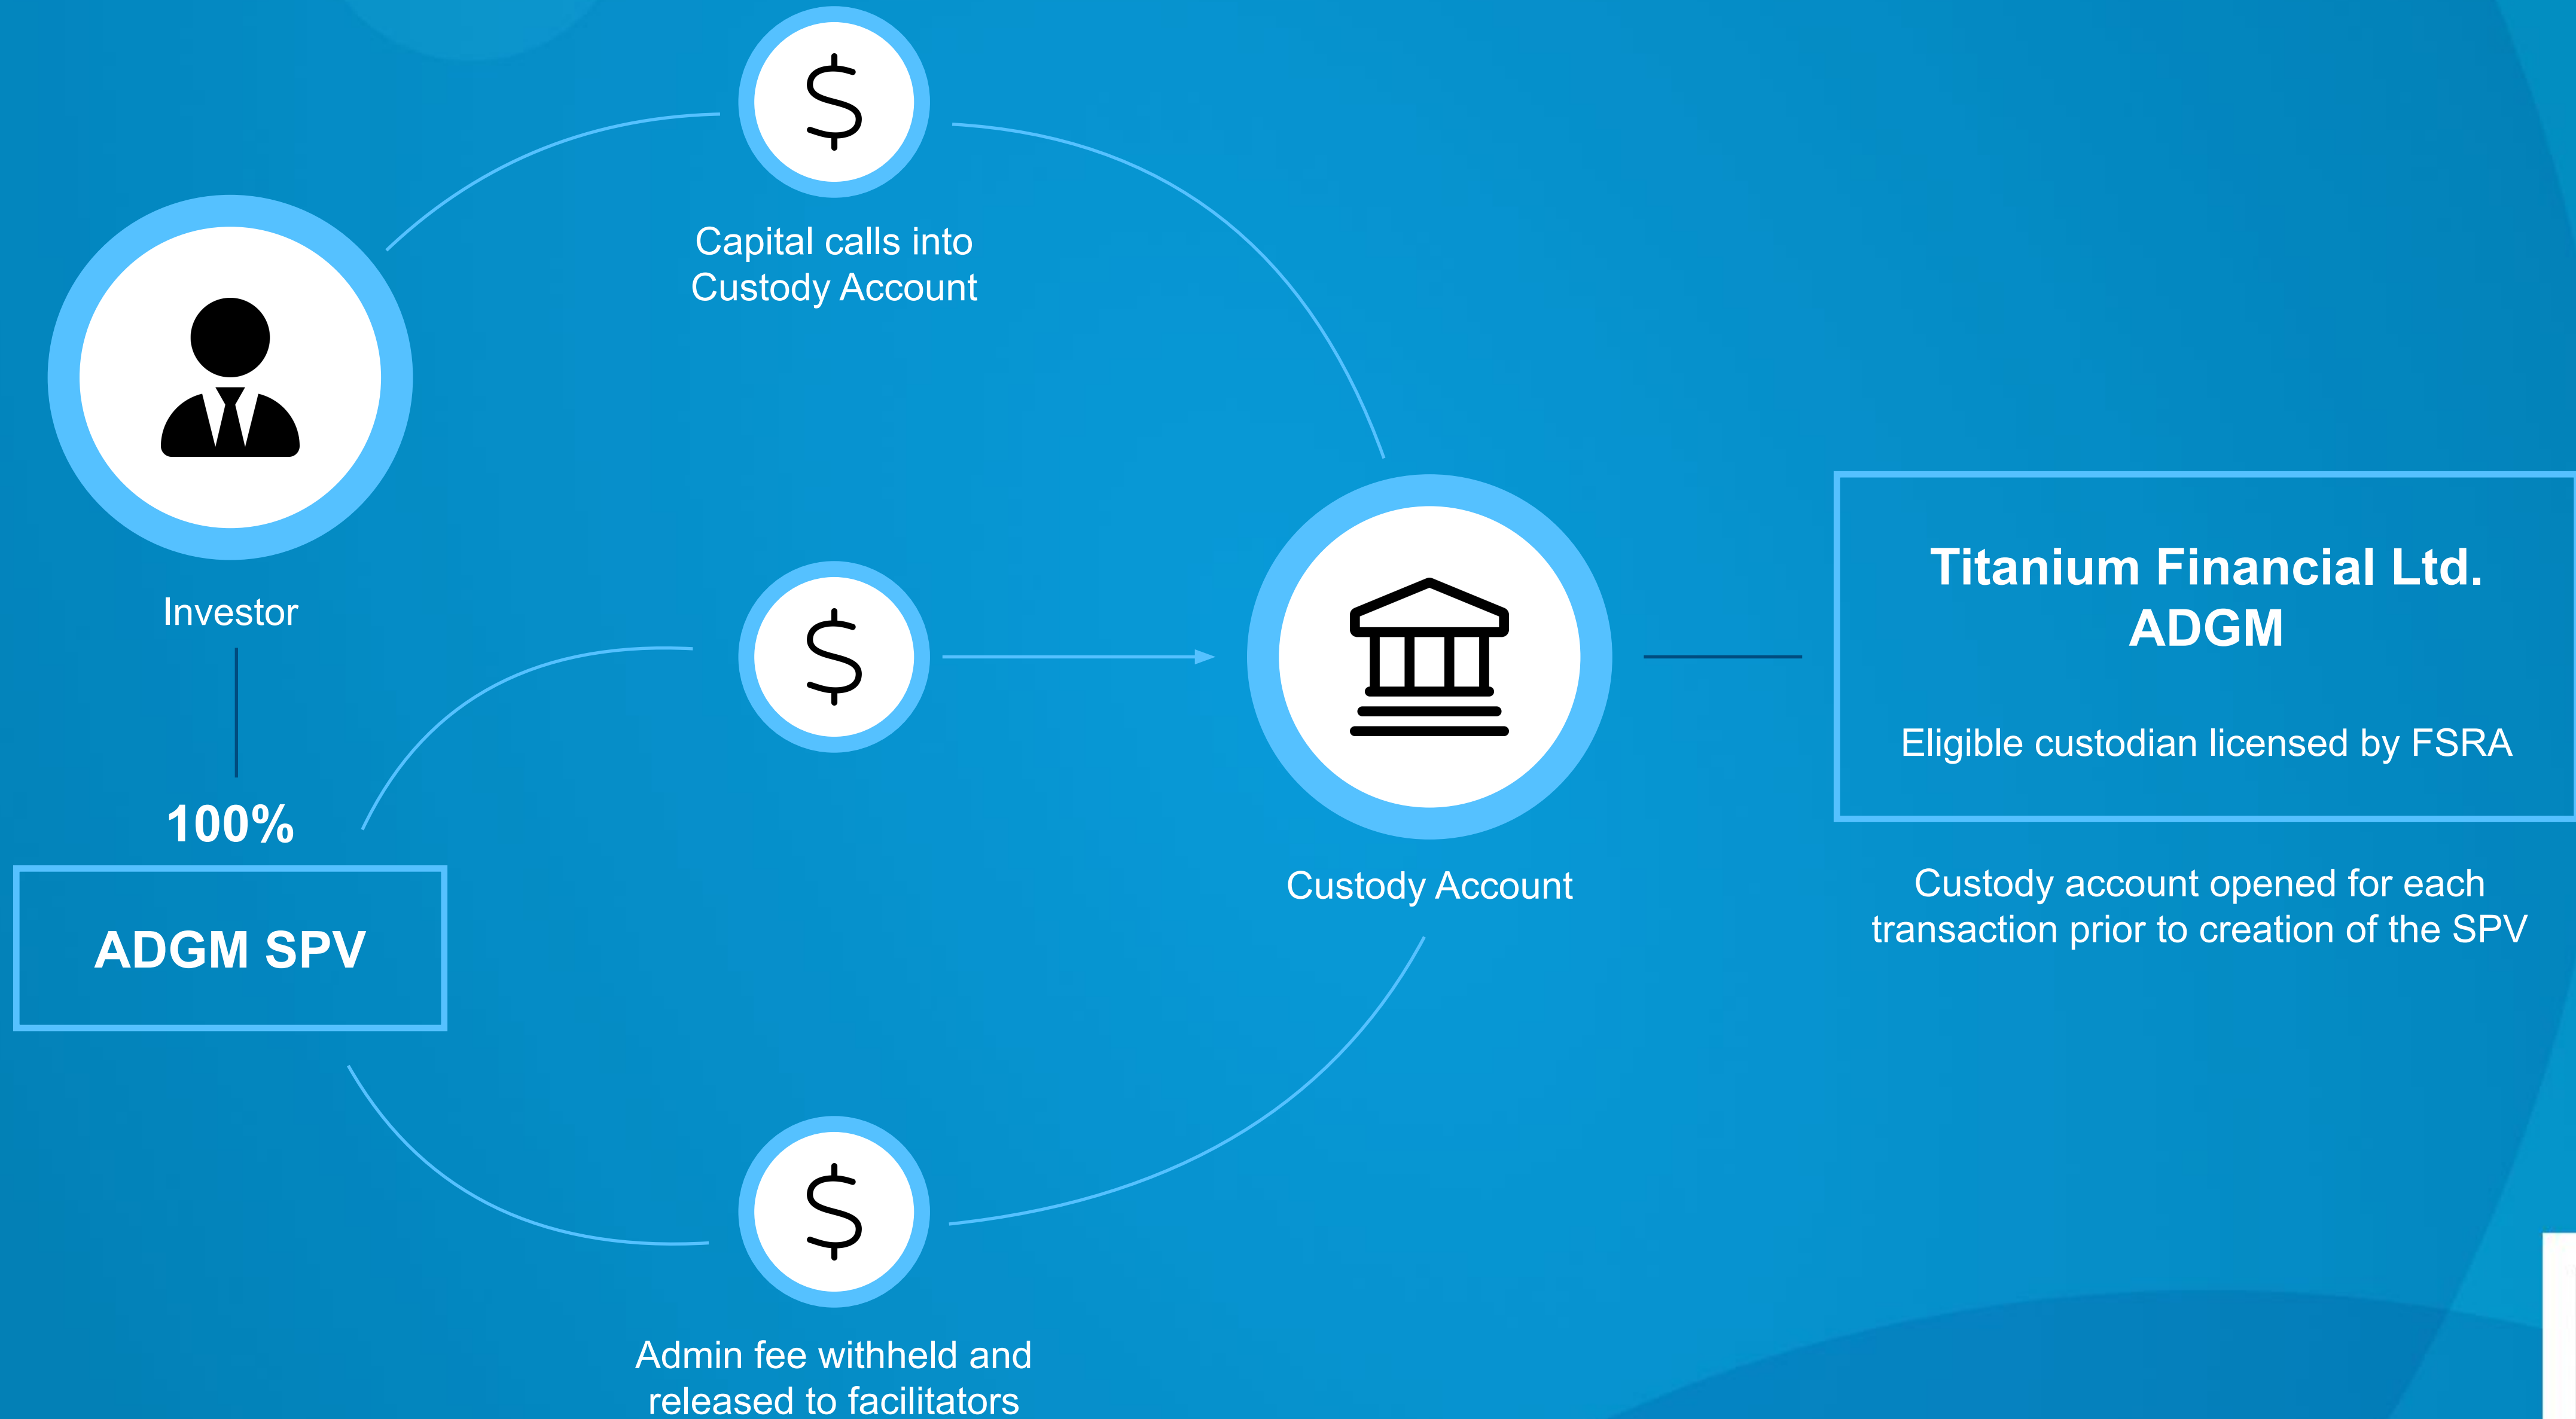 Capital calls into
Custody Account
Investor
100%
ADGM SPV
Custody Account
Titanium Financial Ltd.
ADGM
Eligible custodian licensed by FSRA
Custody account opened for each
transaction prior to creation of the SPV
Admin fee withheld and
released to facilitators